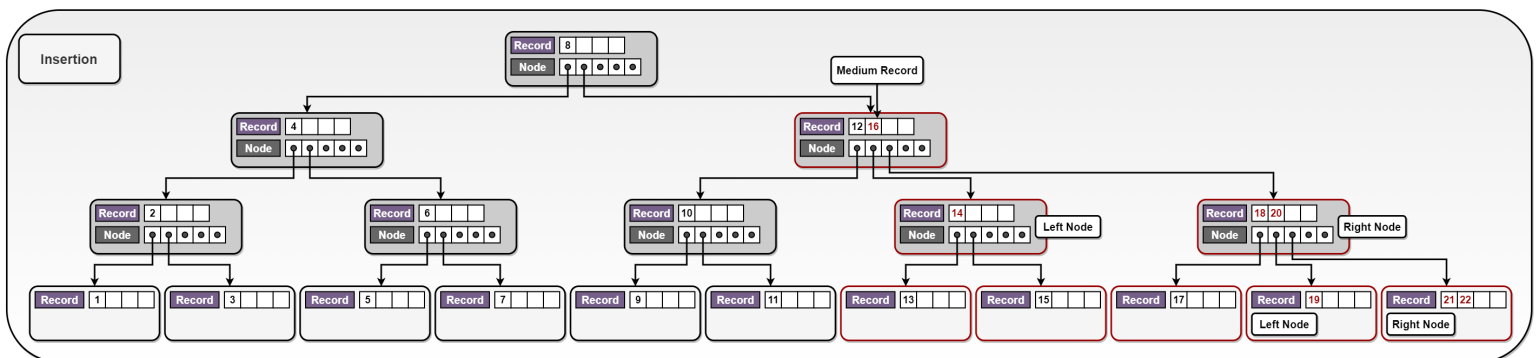 Insertion
Record 8
Node
Medium Record
Record 4
Node
Record 12 16
Node
Record 2
Node
Record 6
Node
Record 10
Node
Record 14
Node
Left Node
Record 18 20
Node
Right Node
Record 1
Record 3
Record 5
Record 7
Record 9
Record 11
Record 13
Record 15
Record 17
Record 19
Left Node
Record 21 22
Right Node